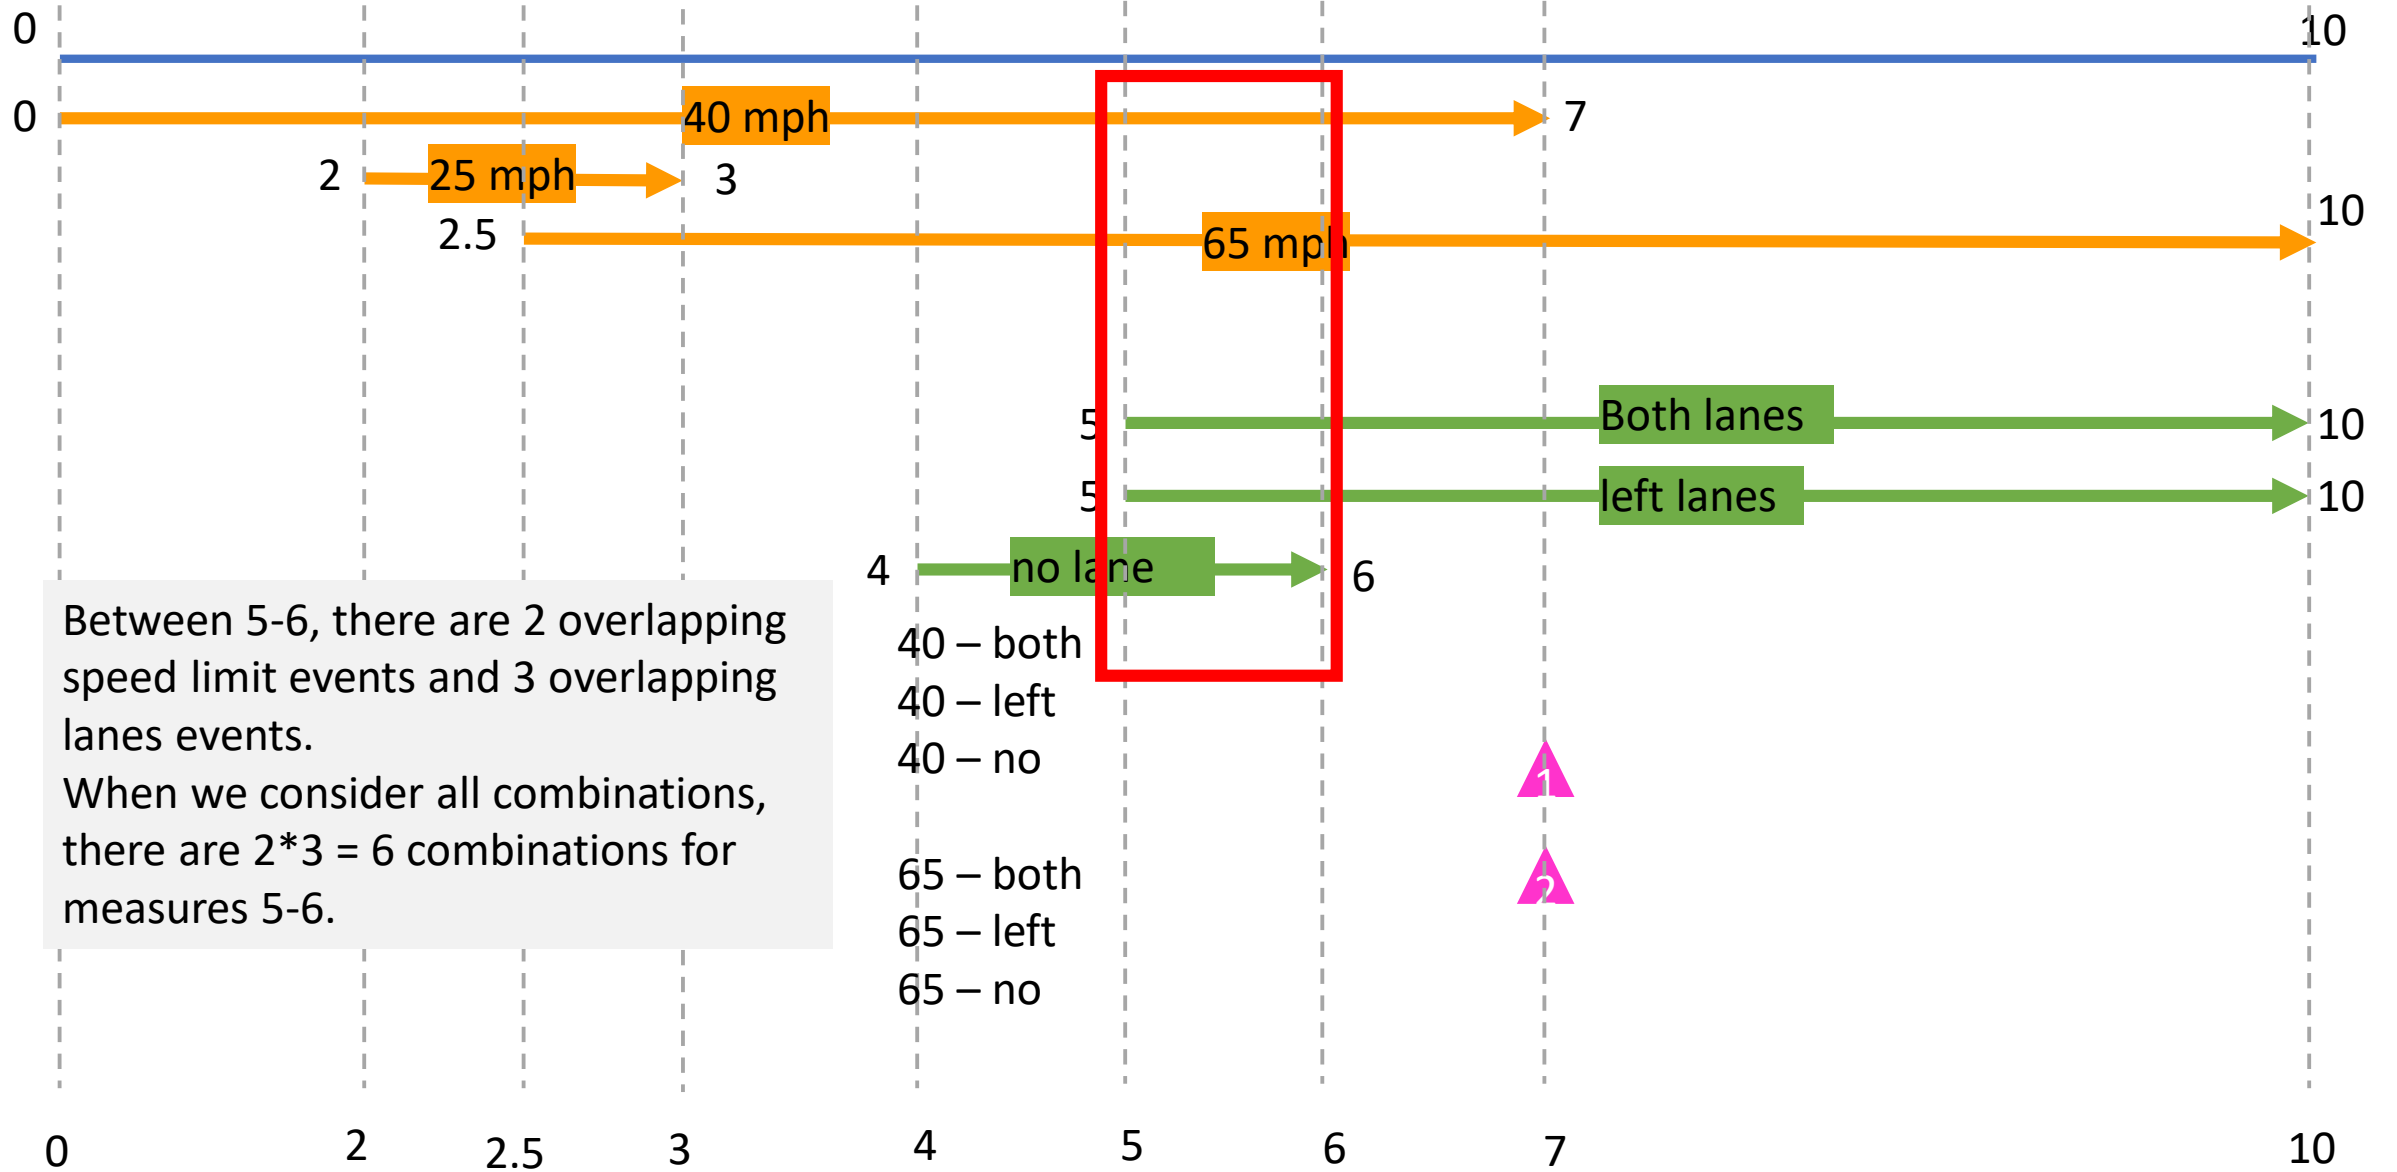 0
10
0
40 mph
7
2
25 mph
3
2.5
65 mph
10
5
Both lanes
10
5
left lanes
10
4
no lane
6
Between 5-6, there are 2 overlapping
speed limit events and 3 overlapping
lanes events.
When we consider all combinations,
there are 2*3 = 6 combinations for
measures 5-6.
40 – both
40 – left
40 – no
65 – both
65 – left
65 – no
1
2
0
2
2.5
3
4
5
6
7
10